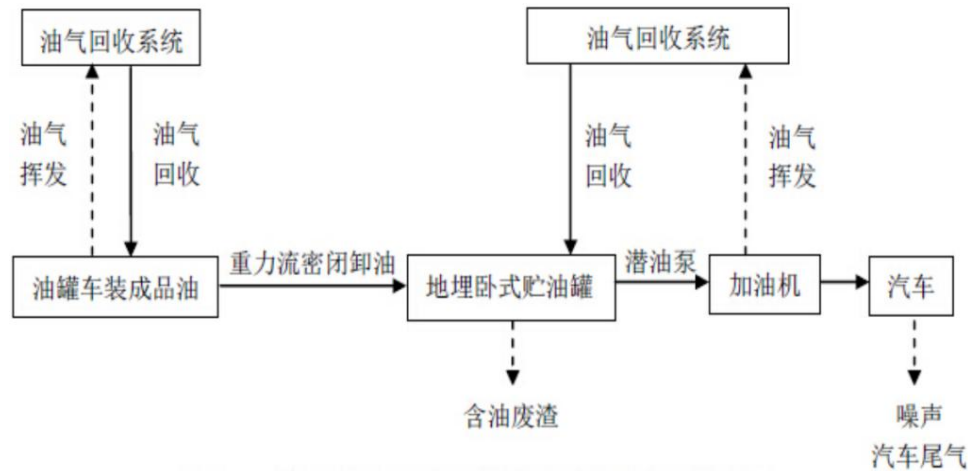 油气回收系统
油气回收系统
油气
挥发
油气
回收
油气
回收
油气
挥发
油罐车装成品油
重力流密闭卸油
地埋卧式贮油罐
潜油泵
加油机
汽车
含油废渣
噪声
汽车尾气